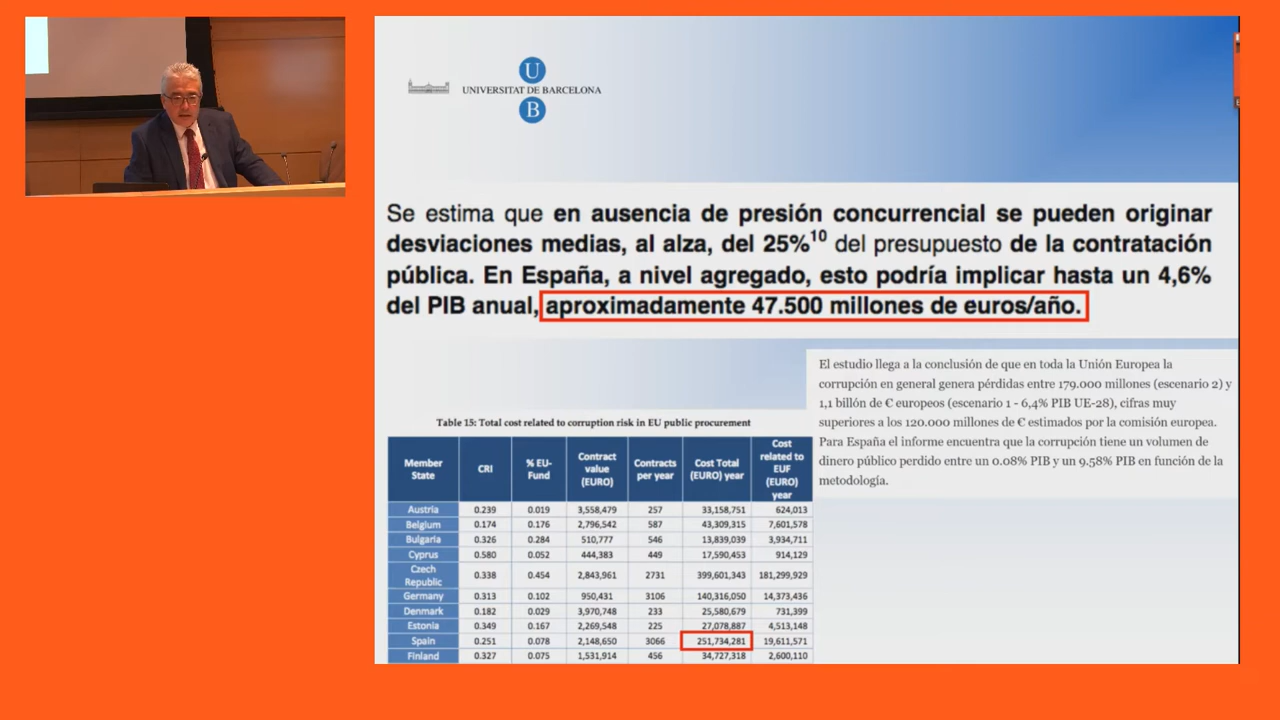 U
UNIVERSITAT DE BARCELONA
B
Se estima que en ausencia de presión concurrencial se pueden originar
desviaciones medias, al alza, del 25%10 del presupuesto de la contratación
pública. En España, a nivel agregado, esto podría implicar hasta un 4,6%
del PIB anual, aproximadamente 47.500 millones de euros/año.
El estudio llega a la conclusión de que en toda la Unión Europea la
corrupción en general genera pérdidas entre 179.000 millones (escenario 2) y
1,1 billón de € europeos (escenario 1 - 6,4% PIB UE-28), cifras muy
superiores a los 120.000 millones de € estimados por la comisión europea.
Para España el informe encuentra que la corrupción tiene un volumen de
dinero público perdido entre un 0.08% PIB y un 9.58% PIB en función de la
metodología.
Table 15: Total cost related to corruption risk in EU public procurement
Member State CRI % EU-Fund Contract value (EURO) Contracts per year Cost Total (EURO) year Cost related to EUF (EURO) year
Austria 0.239 0.019 3,558,479 257 33,158,751 624,013
Belgium 0.174 0.176 2,796,542 587 43,309,315 7,601,578
Bulgaria 0.326 0.284 510,777 546 13,839,039 3,934,711
Cyprus 0.580 0.052 444,383 449 17,590,453 914,129
Czech Republic 0.338 0.454 2,843,961 2731 399,601,343 181,299,929
Germany 0.313 0.102 950,431 3106 140,316,050 14,373,436
Denmark 0.182 0.029 3,970,748 233 25,580,679 731,399
Estonia 0.349 0.167 2,269,548 225 27,078,887 4,513,148
Spain 0.251 0.078 2,148,650 3066 251,734,281 19,611,571
Finland 0.327 0.075 1,531,914 456 34,727,318 2,600,110